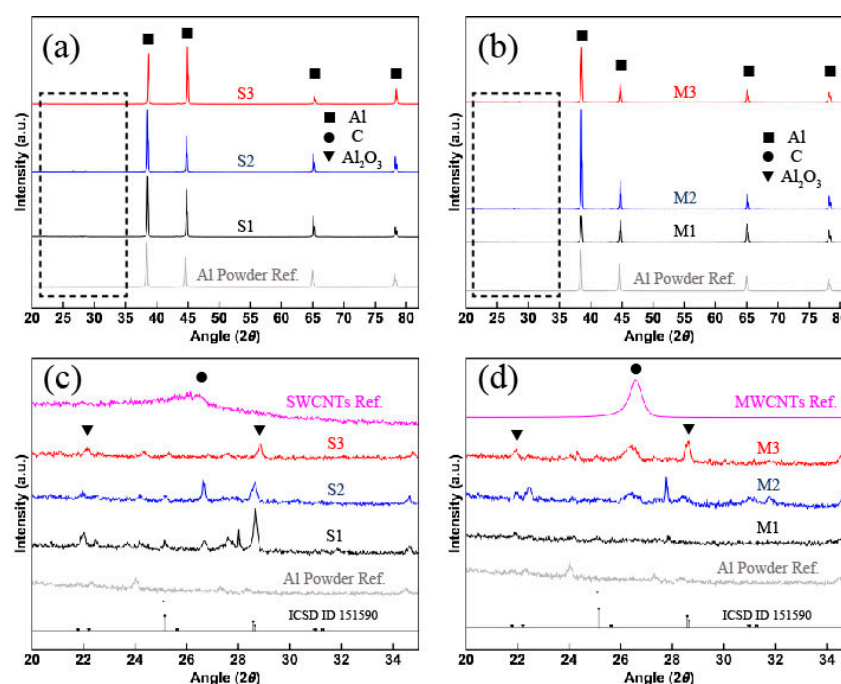 (a)
S3
Al
C
Al₂O₃
S2
S1
Al Powder Ref.
Intensity (a.u.)
20 25 30 35 40 45 50 55 60 65 70 75 80
Angle (2θ)
(b)
M3
Al
C
Al₂O₃
M2
M1
Al Powder Ref.
Intensity (a.u.)
20 25 30 35 40 45 50 55 60 65 70 75 80
Angle (2θ)
(c)
SWCNTs Ref.
S3
S2
S1
Al Powder Ref.
ICSD ID 151590
Intensity (a.u.)
20 22 24 26 28 30 32 34
Angle (2θ)
(d)
MWCNTs Ref.
M3
M2
M1
Al Powder Ref.
ICSD ID 151590
Intensity (a.u.)
20 22 24 26 28 30 32 34
Angle (2θ)